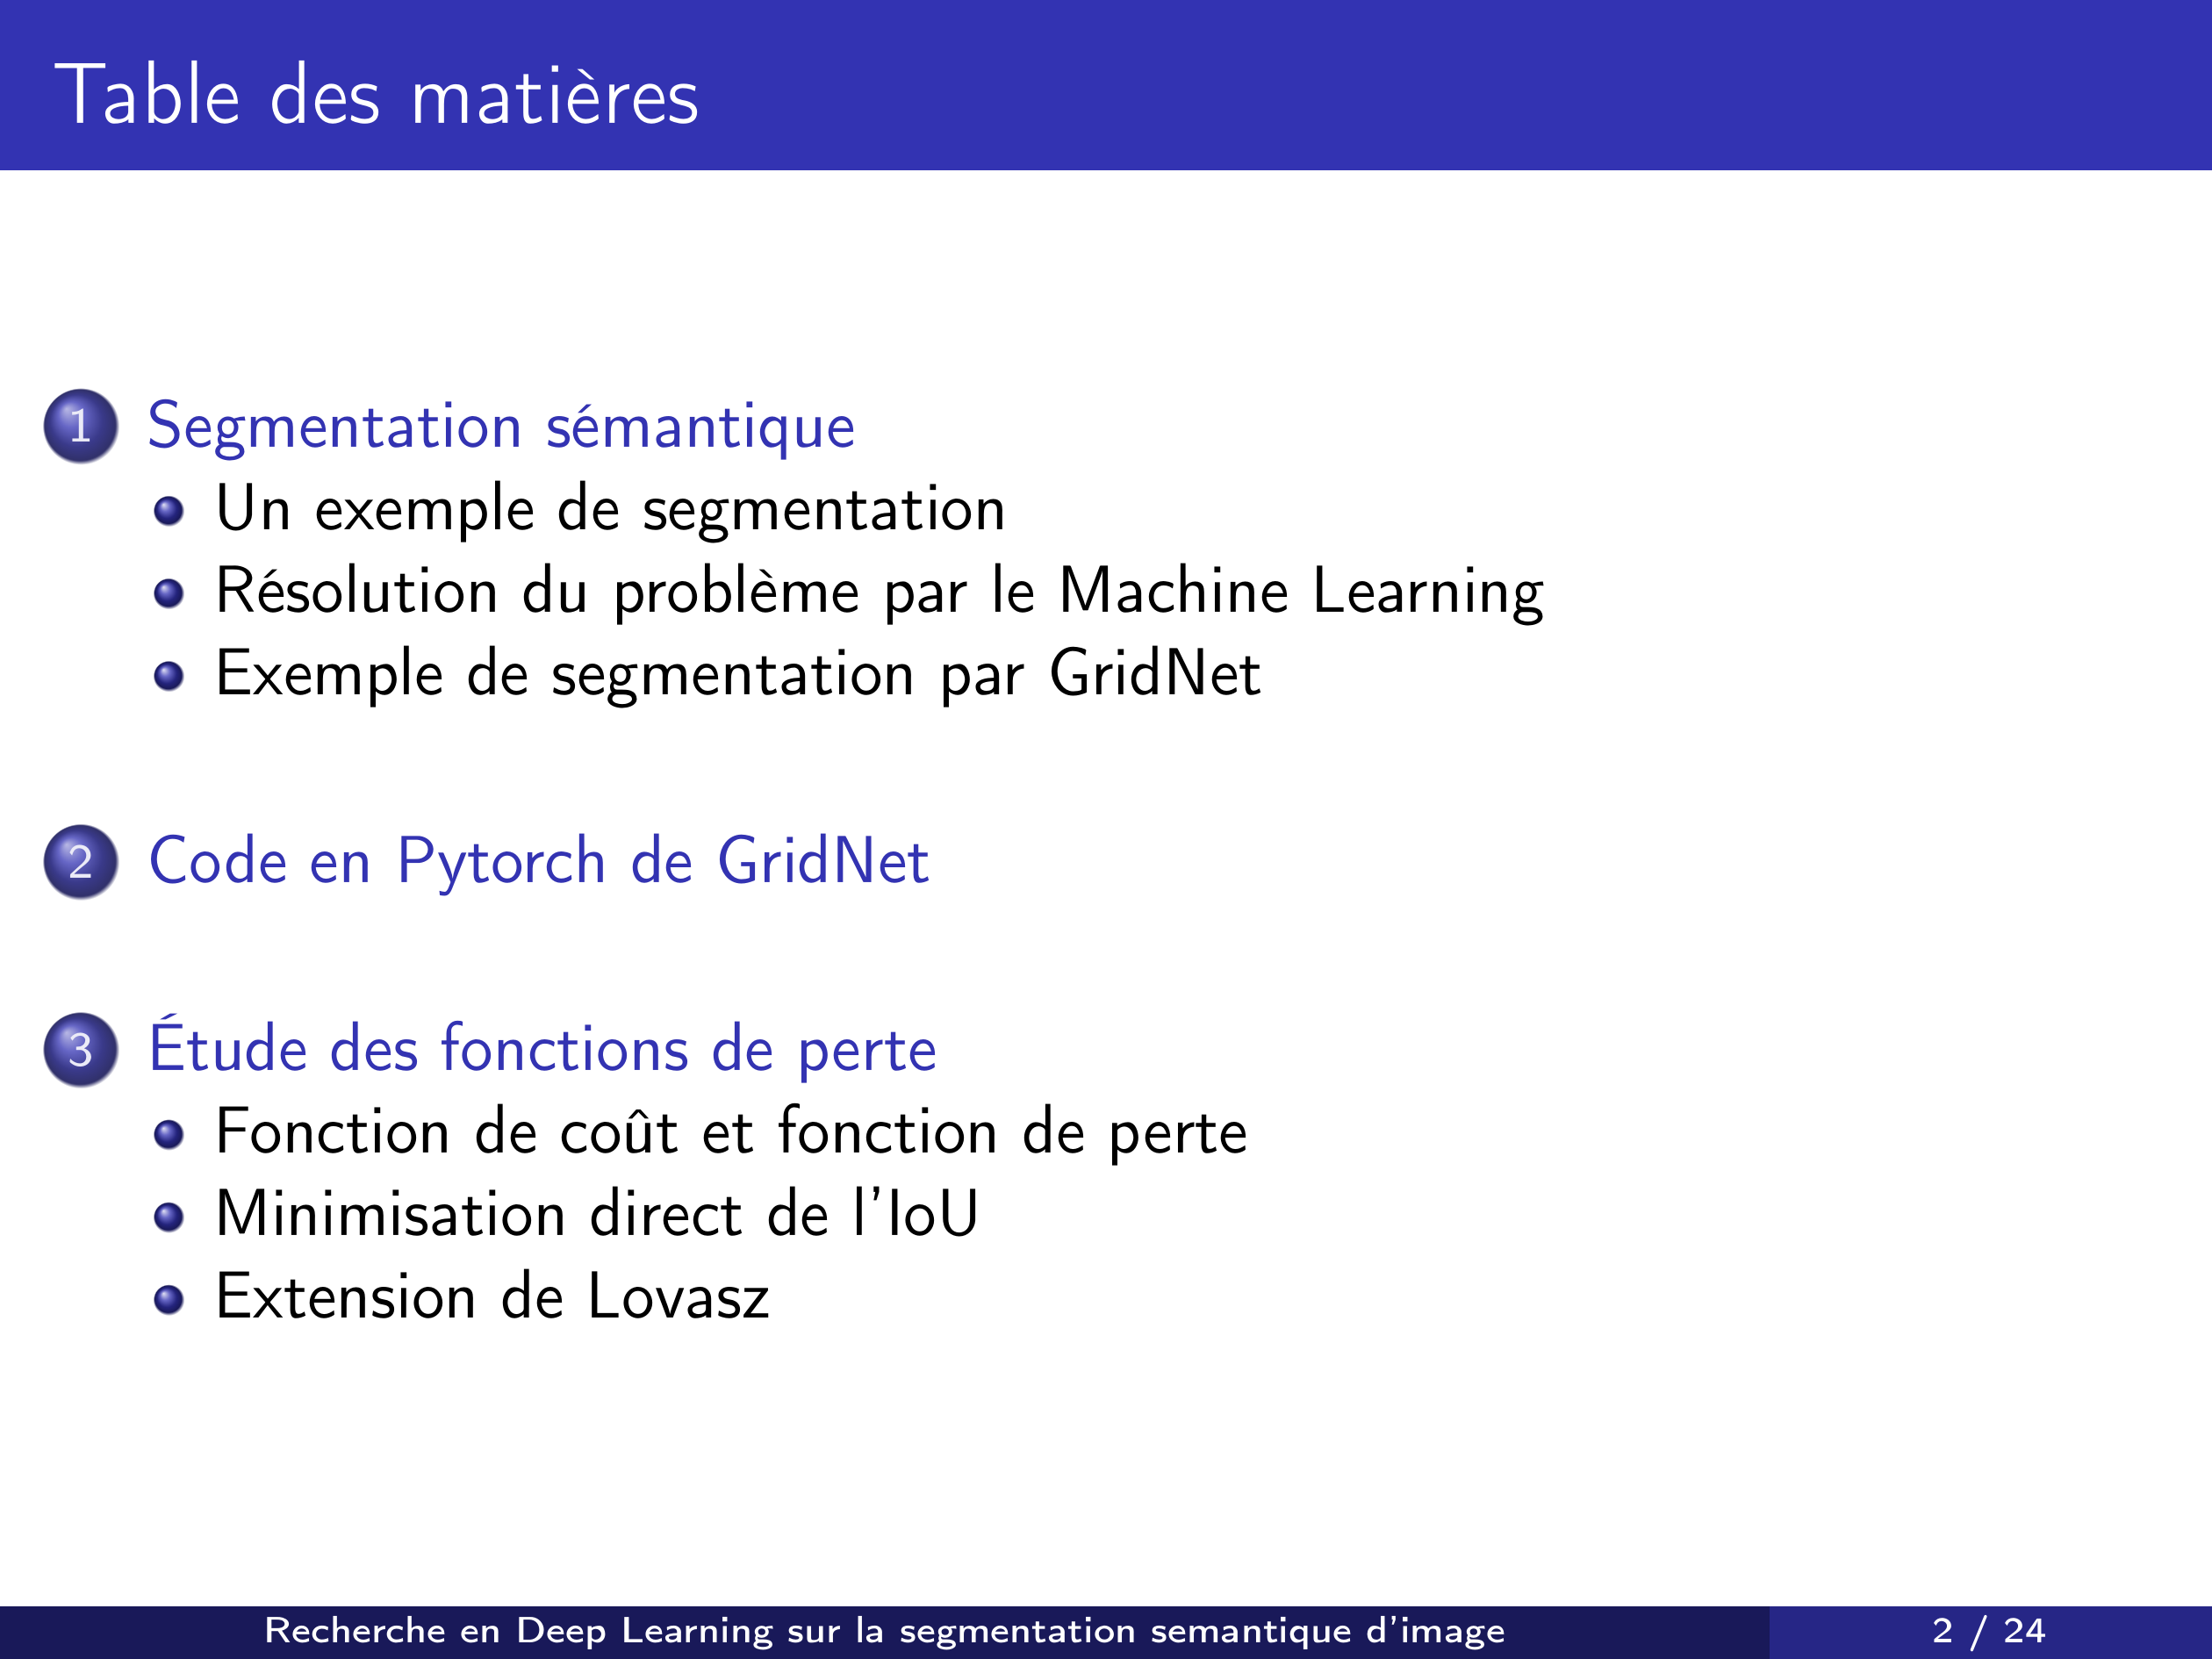 Table des matières
1 Segmentation sémantique
Un exemple de segmentation
Résolution du problème par le Machine Learning
Exemple de segmentation par GridNet
2 Code en Pytorch de GridNet
3 Étude des fonctions de perte
Fonction de coût et fonction de perte
Minimisation direct de l'IoU
Extension de Lovasz
Recherche en Deep Learning sur la segmentation semantique d'image 2 / 24